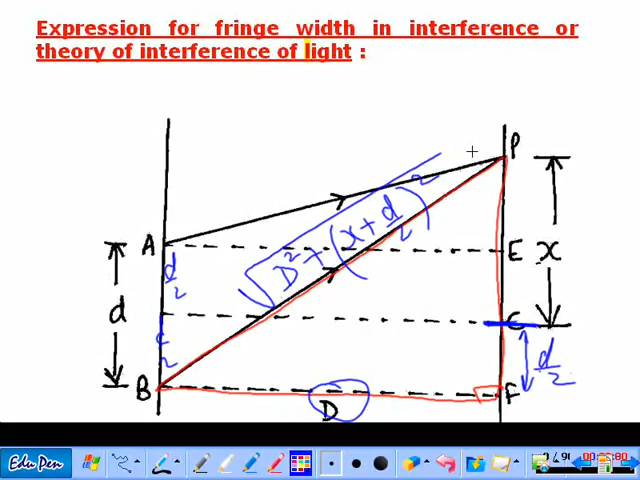 Expression for fringe width in interference or
theory of interference of light :
P
A
E
d/2
√D²+(x+d/2)²
x
d
C
d/2
B
F
D
Edu Pen